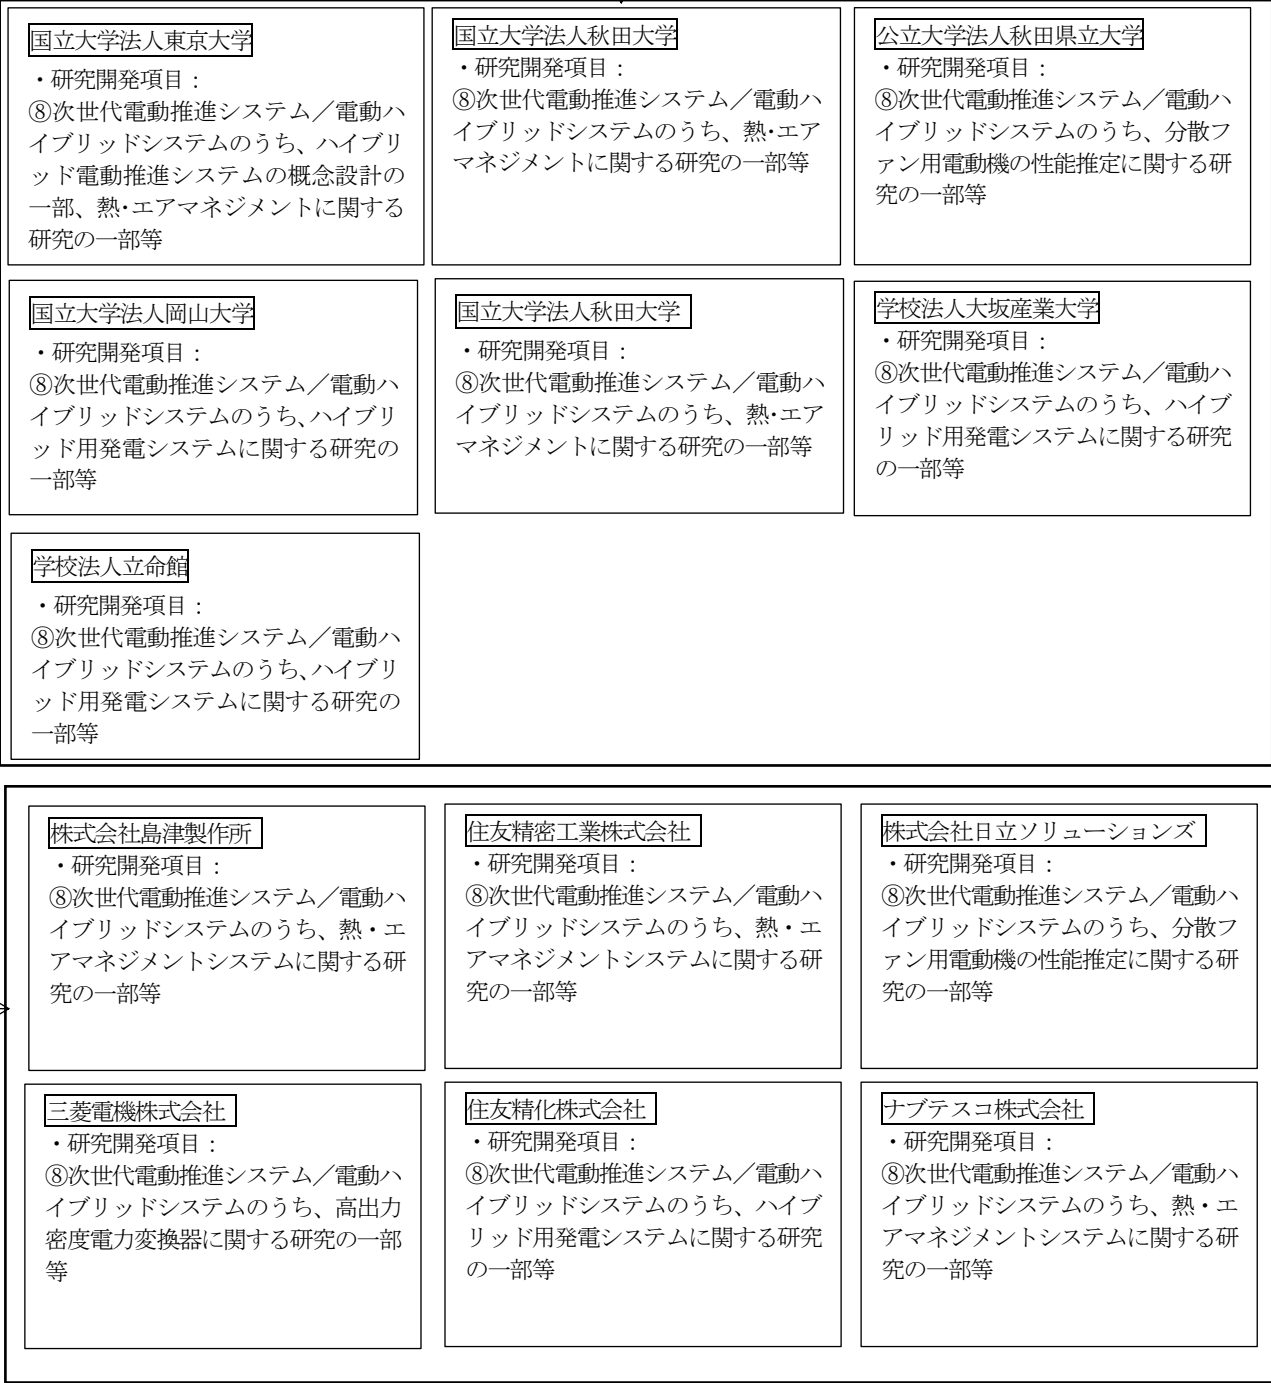 国立大学法人東京大学
・研究開発項目：
⑧次世代電動推進システム／電動ハ
イブリッドシステムのうち、ハイブリ
ッド電動推進システムの概念設計の
一部、熱･エアマネジメントに関する
研究の一部等
国立大学法人秋田大学
・研究開発項目：
⑧次世代電動推進システム／電動ハ
イブリッドシステムのうち、熱･エア
マネジメントに関する研究の一部等
公立大学法人秋田県立大学
・研究開発項目：
⑧次世代電動推進システム／電動ハ
イブリッドシステムのうち、分散フ
ァン用電動機の性能推定に関する研
究の一部等
国立大学法人岡山大学
・研究開発項目：
⑧次世代電動推進システム／電動ハ
イブリッドシステムのうち、ハイブリ
ッド用発電システムに関する研究の
一部等
国立大学法人秋田大学
・研究開発項目：
⑧次世代電動推進システム／電動ハ
イブリッドシステムのうち、熱･エア
マネジメントに関する研究の一部等
学校法人大坂産業大学
・研究開発項目：
⑧次世代電動推進システム／電動ハ
イブリッドシステムのうち、ハイブ
リッド用発電システムに関する研究
の一部等
学校法人立命館
・研究開発項目：
⑧次世代電動推進システム／電動ハ
イブリッドシステムのうち、ハイブリ
ッド用発電システムに関する研究の
一部等
株式会社島津製作所
・研究開発項目：
⑧次世代電動推進システム／電動ハ
イブリッドシステムのうち、熱・エ
アマネジメントシステムに関する研
究の一部等
住友精密工業株式会社
・研究開発項目：
⑧次世代電動推進システム／電動ハ
イブリッドシステムのうち、熱・エ
アマネジメントシステムに関する研
究の一部等
株式会社日立ソリューションズ
・研究開発項目：
⑧次世代電動推進システム／電動ハ
イブリッドシステムのうち、分散フ
ァン用電動機の性能推定に関する研
究の一部等
三菱電機株式会社
・研究開発項目：
⑧次世代電動推進システム／電動ハ
イブリッドシステムのうち、高出力
密度電力変換器に関する研究の一部
等
住友精化株式会社
・研究開発項目：
⑧次世代電動推進システム／電動ハ
イブリッドシステムのうち、ハイブ
リッド用発電システムに関する研究
の一部等
ナブテスコ株式会社
・研究開発項目：
⑧次世代電動推進システム／電動ハ
イブリッドシステムのうち、熱・エ
アマネジメントシステムに関する研
究の一部等